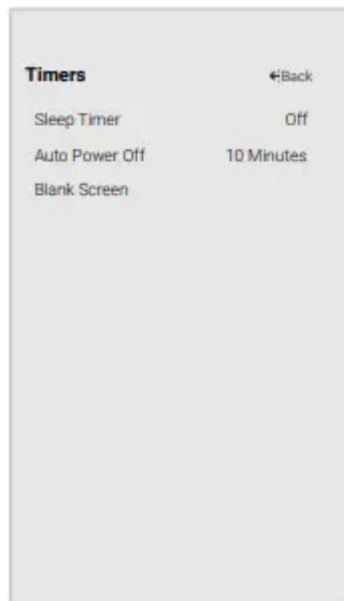 Timers ←Back
Sleep Timer Off
Auto Power Off 10 Minutes
Blank Screen